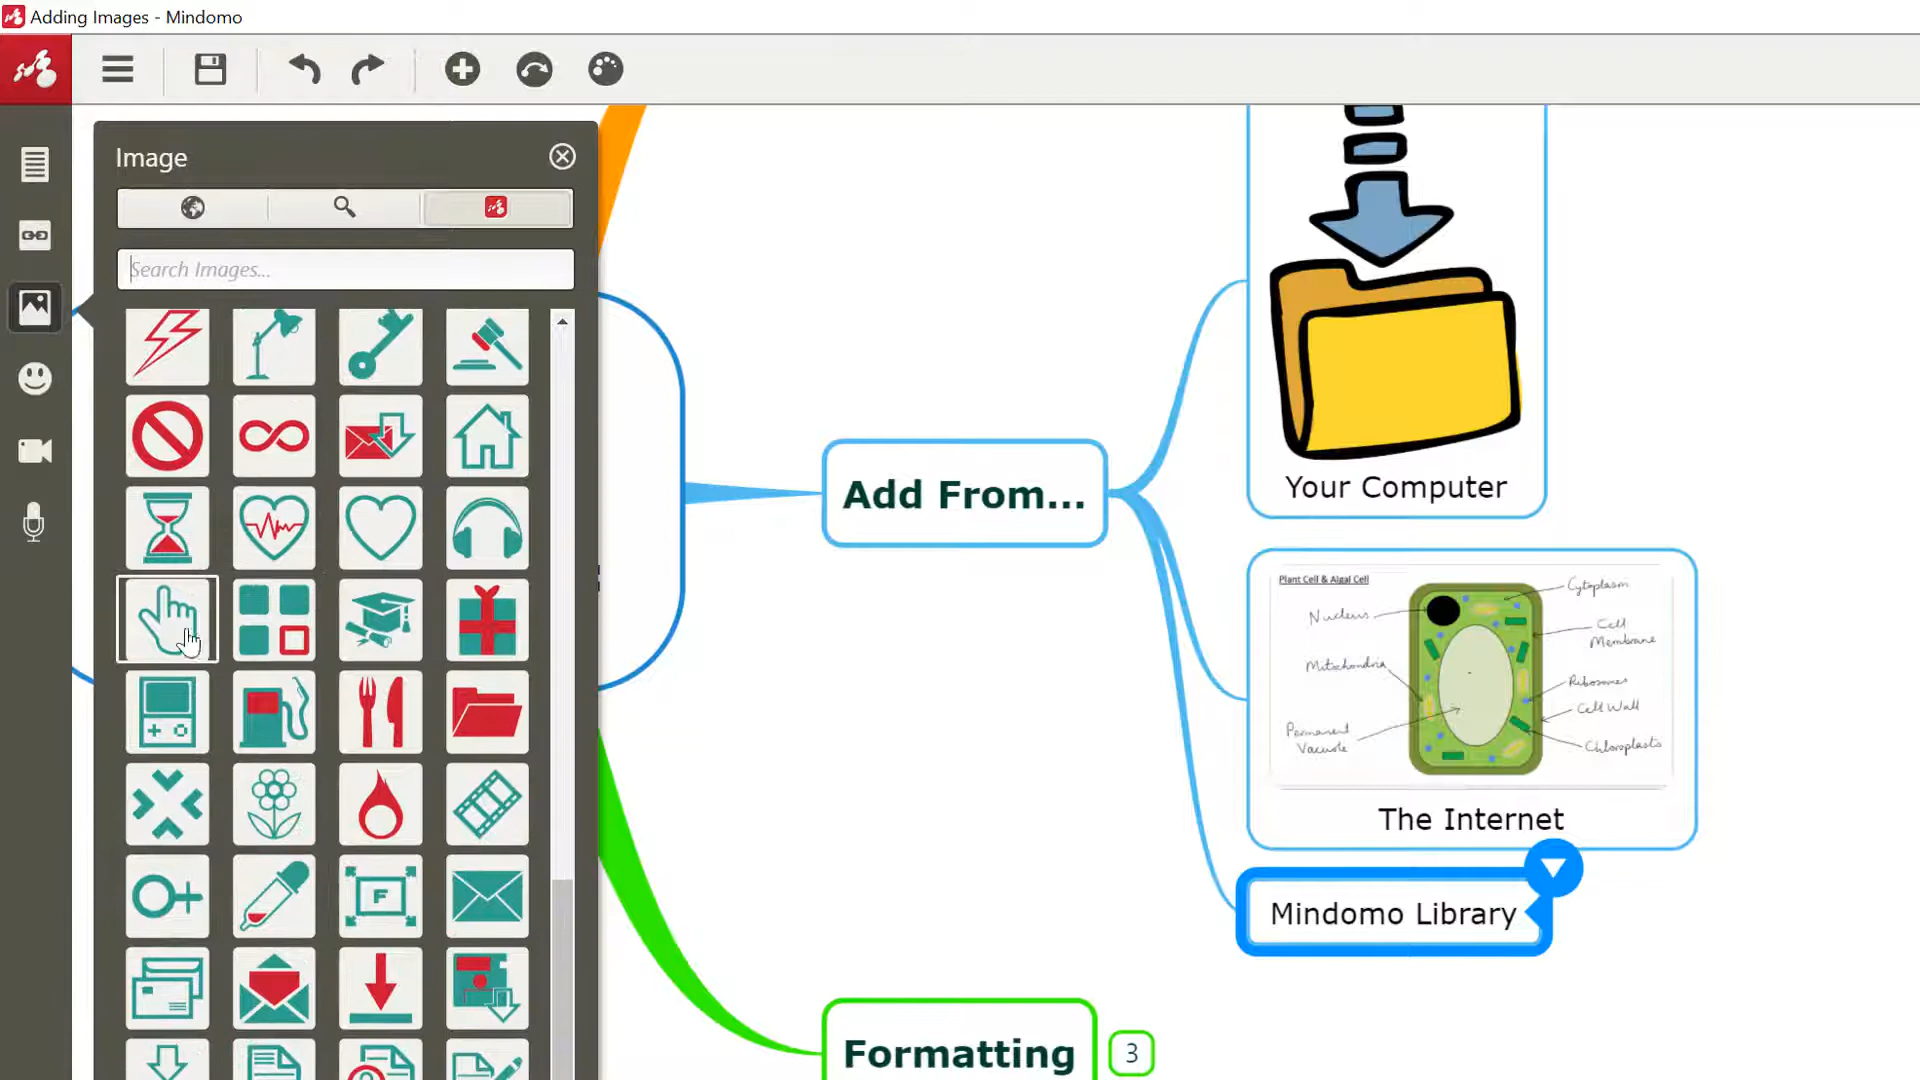 Adding Images - Mindomo
Image
Search Images...
F
Add From...
Your Computer
Plant Cell & Algal Cell
Nucleus
Mitochondria
Permanent
Vacuole
Cytoplasm
Cell
Membrane
Ribosomes
Cell Wall
Chloroplasts
The Internet
Mindomo Library
Formatting
3